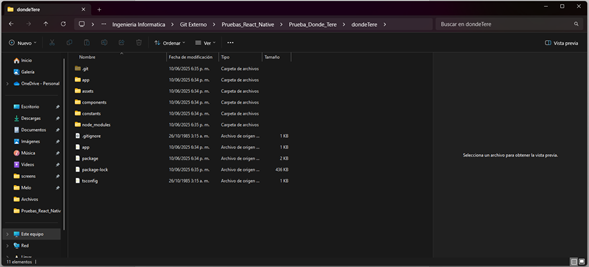 dondeTere
Ingenieria Informatica > Git Externo > Pruebas_React_Native > Prueba_Donde_Tere > dondeTere >
Buscar en dondeTere
Nuevo
Ordenar
Ver
Vista previa
Nombre Fecha de modificación Tipo Tamaño
Inicio
Galería
OneDrive - Personal
Escritorio
Descargas
Documentos
Imágenes
Música
Videos
screens
Melo
Archivos
Pruebas_React_Nativ
Este equipo
Red
Linux
.git 10/06/2025 6:35 p. m. Carpeta de archivos
app 10/06/2025 6:34 p. m. Carpeta de archivos
assets 10/06/2025 6:34 p. m. Carpeta de archivos
components 10/06/2025 6:34 p. m. Carpeta de archivos
constants 10/06/2025 6:34 p. m. Carpeta de archivos
node_modules 10/06/2025 6:35 p. m. Carpeta de archivos
.gitignore 26/10/1985 3:15 a. m. Archivo de origen ... 1 KB
app 10/06/2025 6:34 p. m. Archivo de origen ... 1 KB
package 10/06/2025 6:34 p. m. Archivo de origen ... 2 KB
package-lock 10/06/2025 6:35 p. m. Archivo de origen ... 436 KB
tsconfig 26/10/1985 3:15 a. m. Archivo de origen ... 1 KB
Selecciona un archivo para obtener la vista previa.
11 elementos